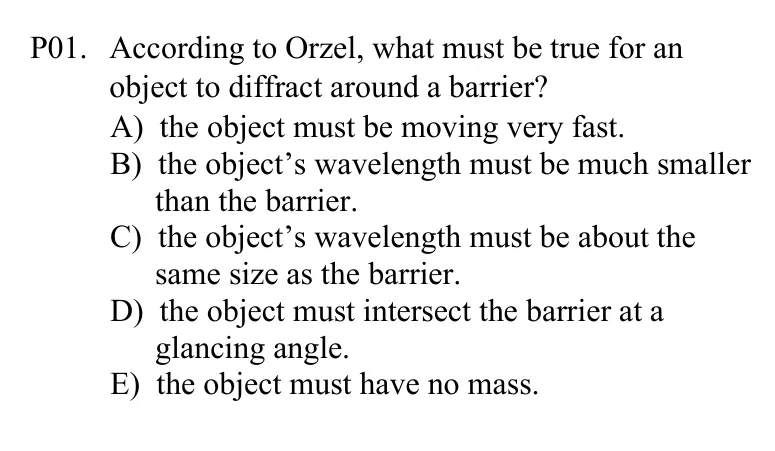 P01. According to Orzel, what must be true for an
object to diffract around a barrier?
A) the object must be moving very fast.
B) the object’s wavelength must be much smaller
than the barrier.
C) the object’s wavelength must be about the
same size as the barrier.
D) the object must intersect the barrier at a
glancing angle.
E) the object must have no mass.